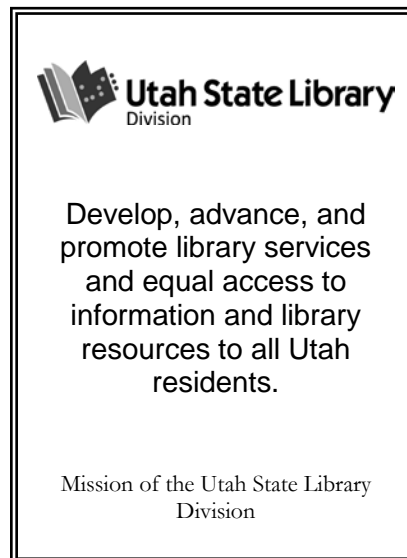 Utah State Library
Division
Develop, advance, and
promote library services
and equal access to
information and library
resources to all Utah
residents.
Mission of the Utah State Library
Division